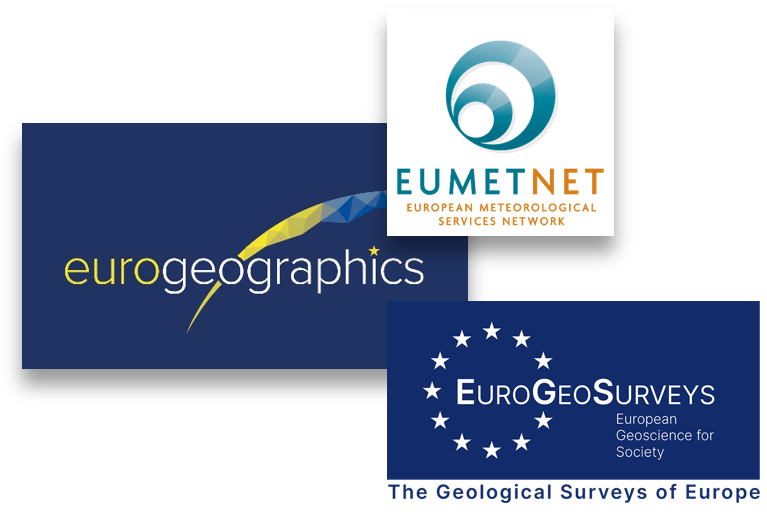 EUMETNET
EUROPEAN METEOROLOGICAL
SERVICES NETWORK
eurogeographics
EUROGEOSURVEYS
European
Geoscience for
Society
The Geological Surveys of Europe